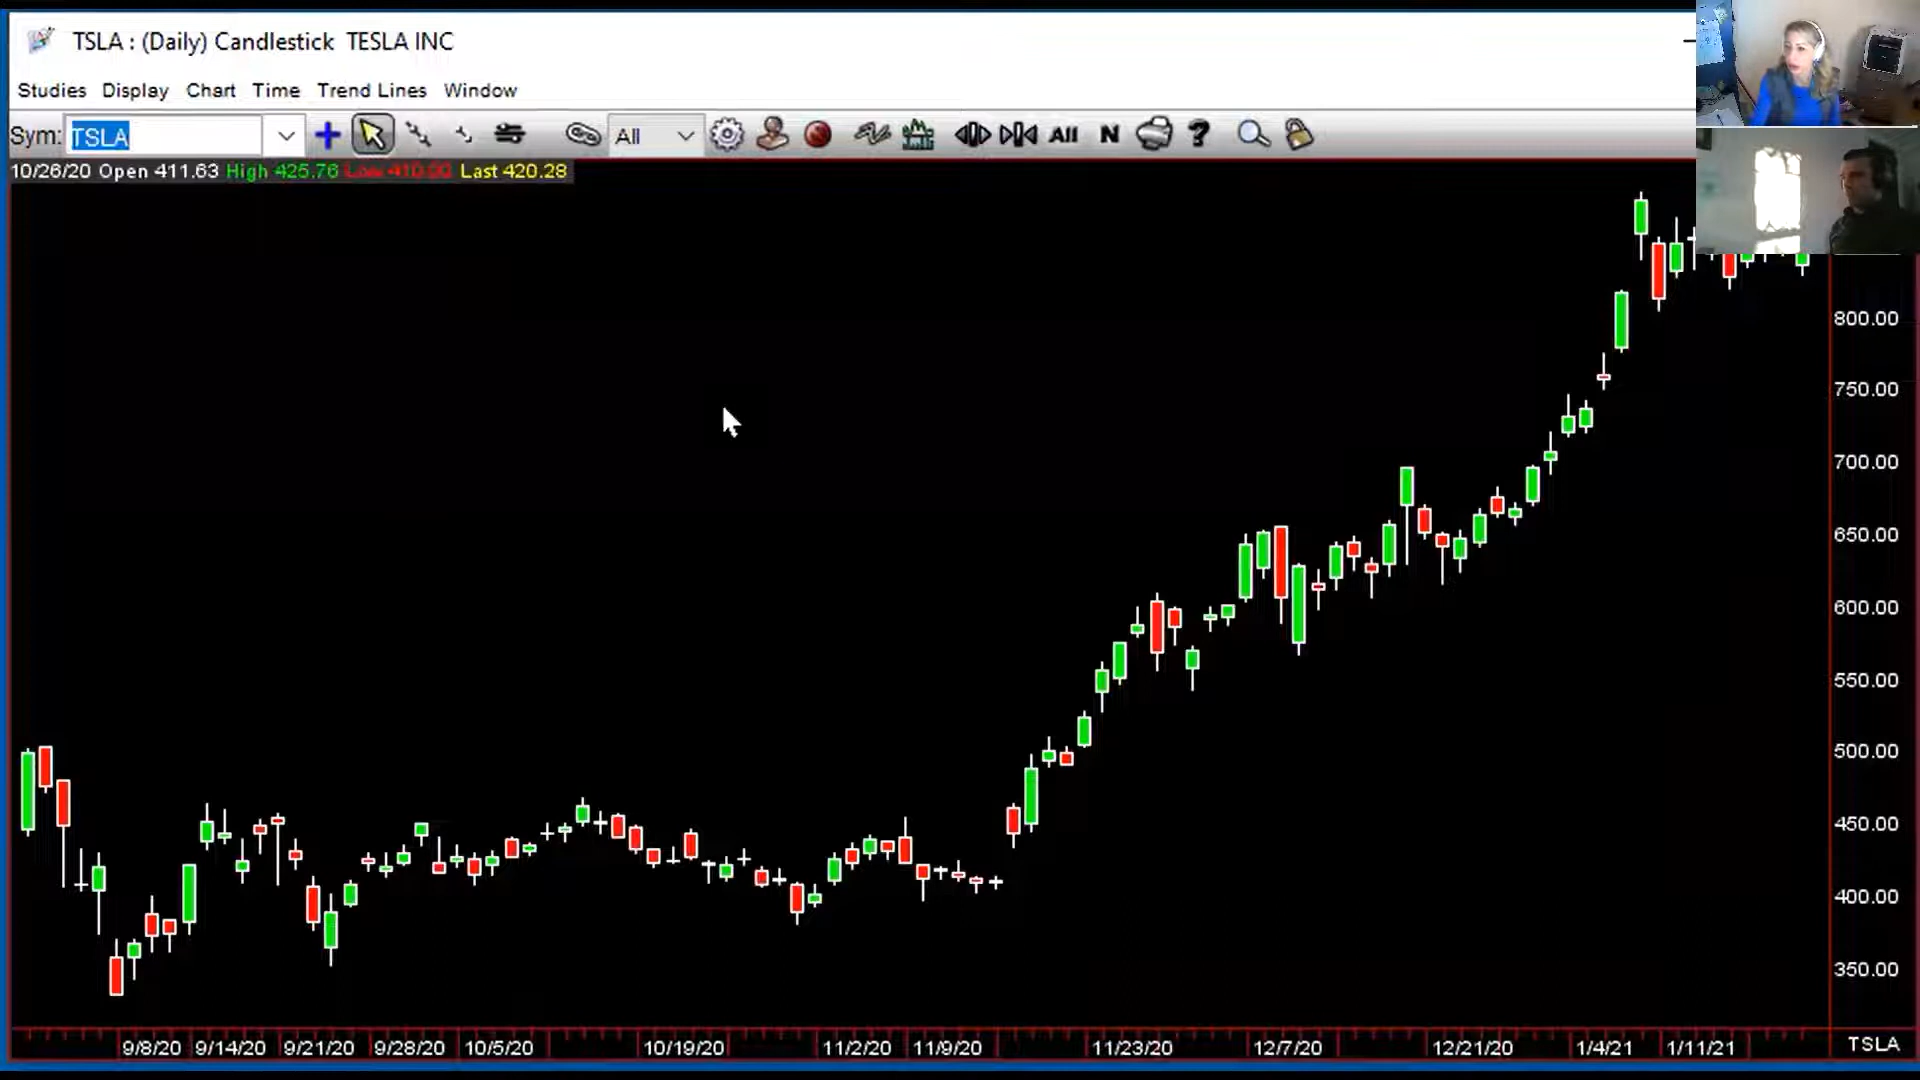 TSLA : (Daily) Candlestick TESLA INC
Studies Display Chart Time Trend Lines Window
Sym: TSLA All All N ?
10/26/20 Open 411.63 High 425.76 Low 410.00 Last 420.28
800.00
750.00
700.00
650.00
600.00
550.00
500.00
450.00
400.00
350.00
9/8/20 9/14/20 9/21/20 9/28/20 10/5/20 10/19/20 11/2/20 11/9/20 11/23/20 12/7/20 12/21/20 1/4/21 1/11/21 TSLA